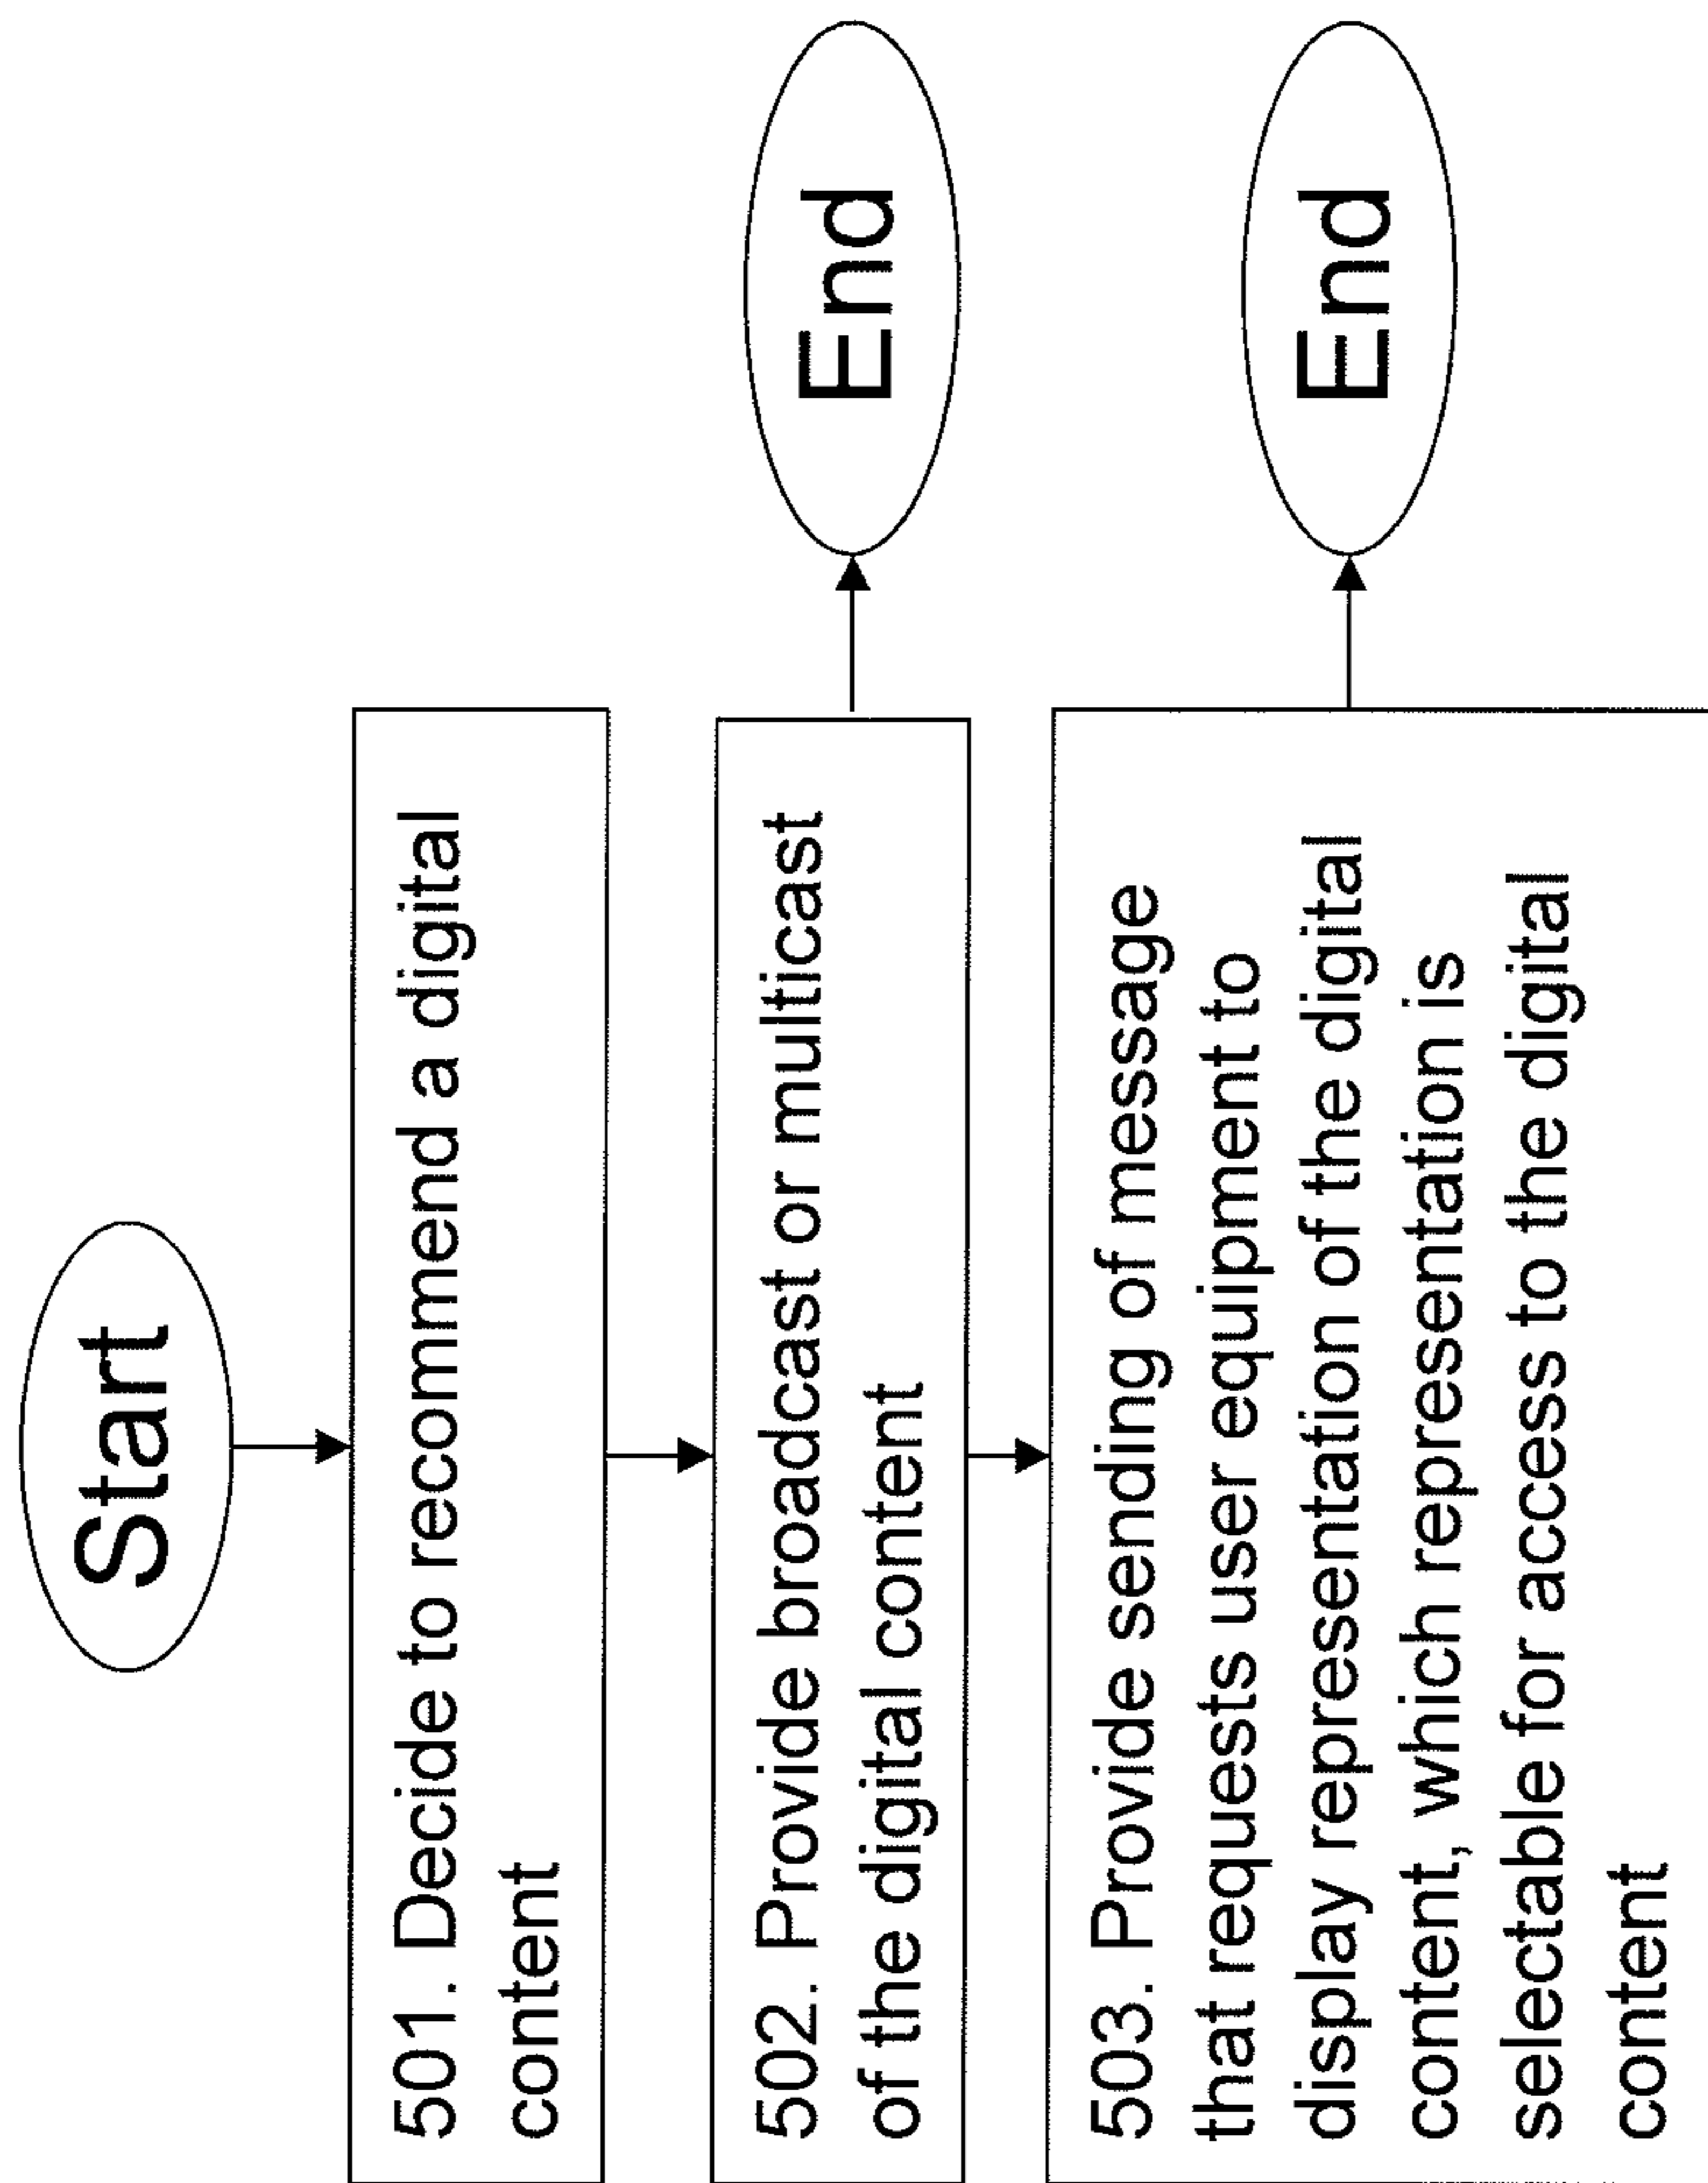 Start
501. Decide to recommend a digital
content
502. Provide broadcast or multicast
of the digital content
End
503. Provide sending of message
that requests user equipment to
display representation of the digital
content, which representation is
selectable for access to the digital
content
End